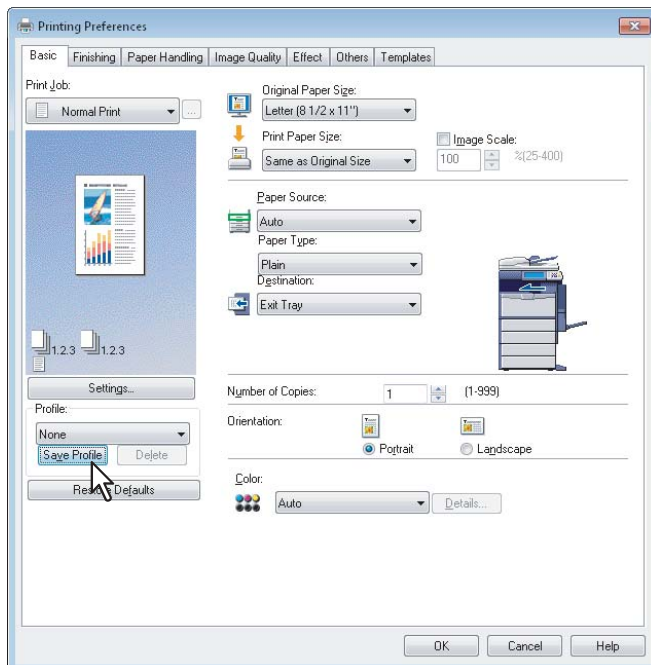 Printing Preferences
Basic Finishing Paper Handling Image Quality Effect Others Templates
Print Job:
Normal Print
...
1.2.3 1.2.3
Settings...
Profile:
None
Save Profile Delete
Restore Defaults
Original Paper Size:
Letter (8 1/2 x 11")
Print Paper Size:
Same as Original Size
Image Scale:
100 %(25-400)
Paper Source:
Auto
Paper Type:
Plain
Destination:
Exit Tray
Number of Copies: 1 (1-999)
Orientation:
Portrait Landscape
Color:
Auto Details...
OK Cancel Help